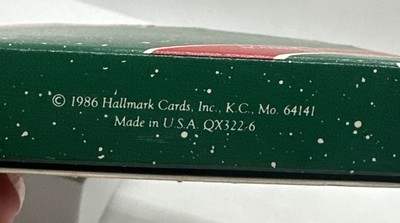 © 1986 Hallmark Cards, Inc., K.C., Mo. 64141
Made in U.S.A. QX322-6